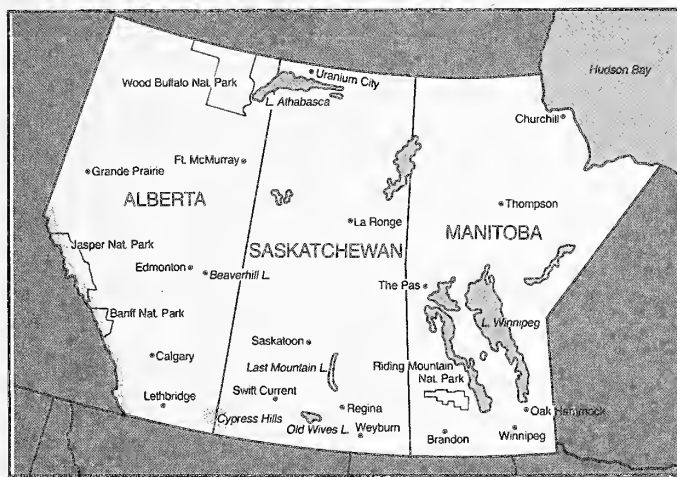 Hudson Bay
Uranium City
Wood Buffalo Nat. Park
L. Athabasca
Churchill
Ft. McMurray
Grande Prairie
ALBERTA
Thompson
La Ronge
MANITOBA
Jasper Nat. Park
SASKATCHEWAN
Edmonton
Beaverhill L.
The Pas
Banff Nat. Park
L. Winnipeg
Saskatoon
Calgary
Last Mountain L.
Riding Mountain
Nat. Park
Swift Current
Lethbridge
Regina
Oak Hammock
Cypress Hills
Old Wives L.
Weyburn
Brandon
Winnipeg